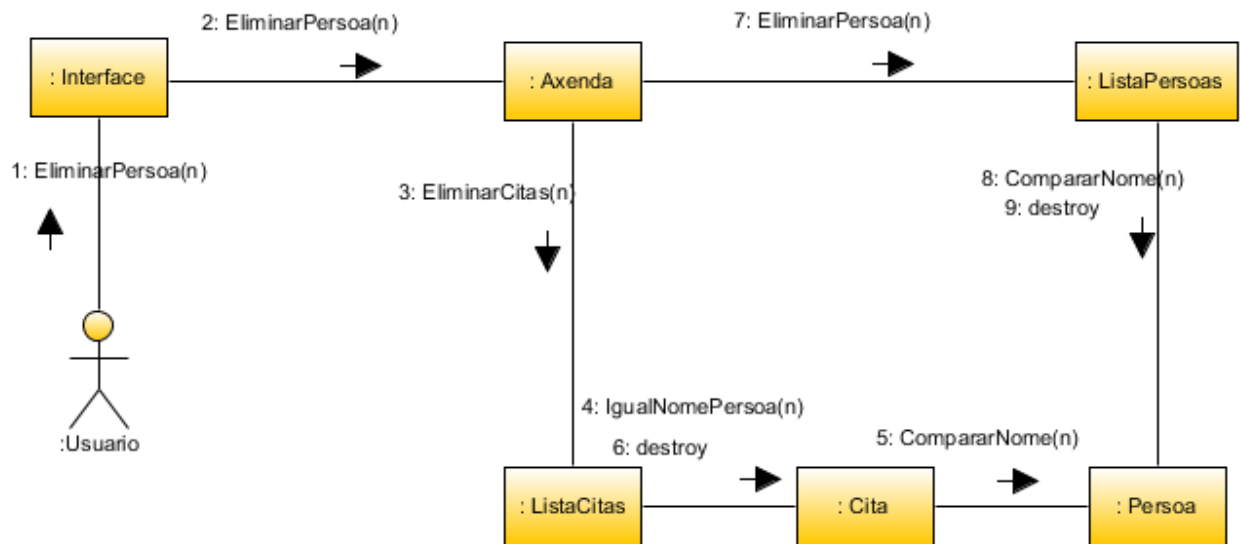 2: EliminarPersoa(n)
7: EliminarPersoa(n)
: Interface
: Axenda
: ListaPersoas
1: EliminarPersoa(n)
3: EliminarCitas(n)
8: CompararNome(n)
9: destroy
:Usuario
4: IgualNomePersoa(n)
6: destroy
5: CompararNome(n)
: ListaCitas
: Cita
: Persoa